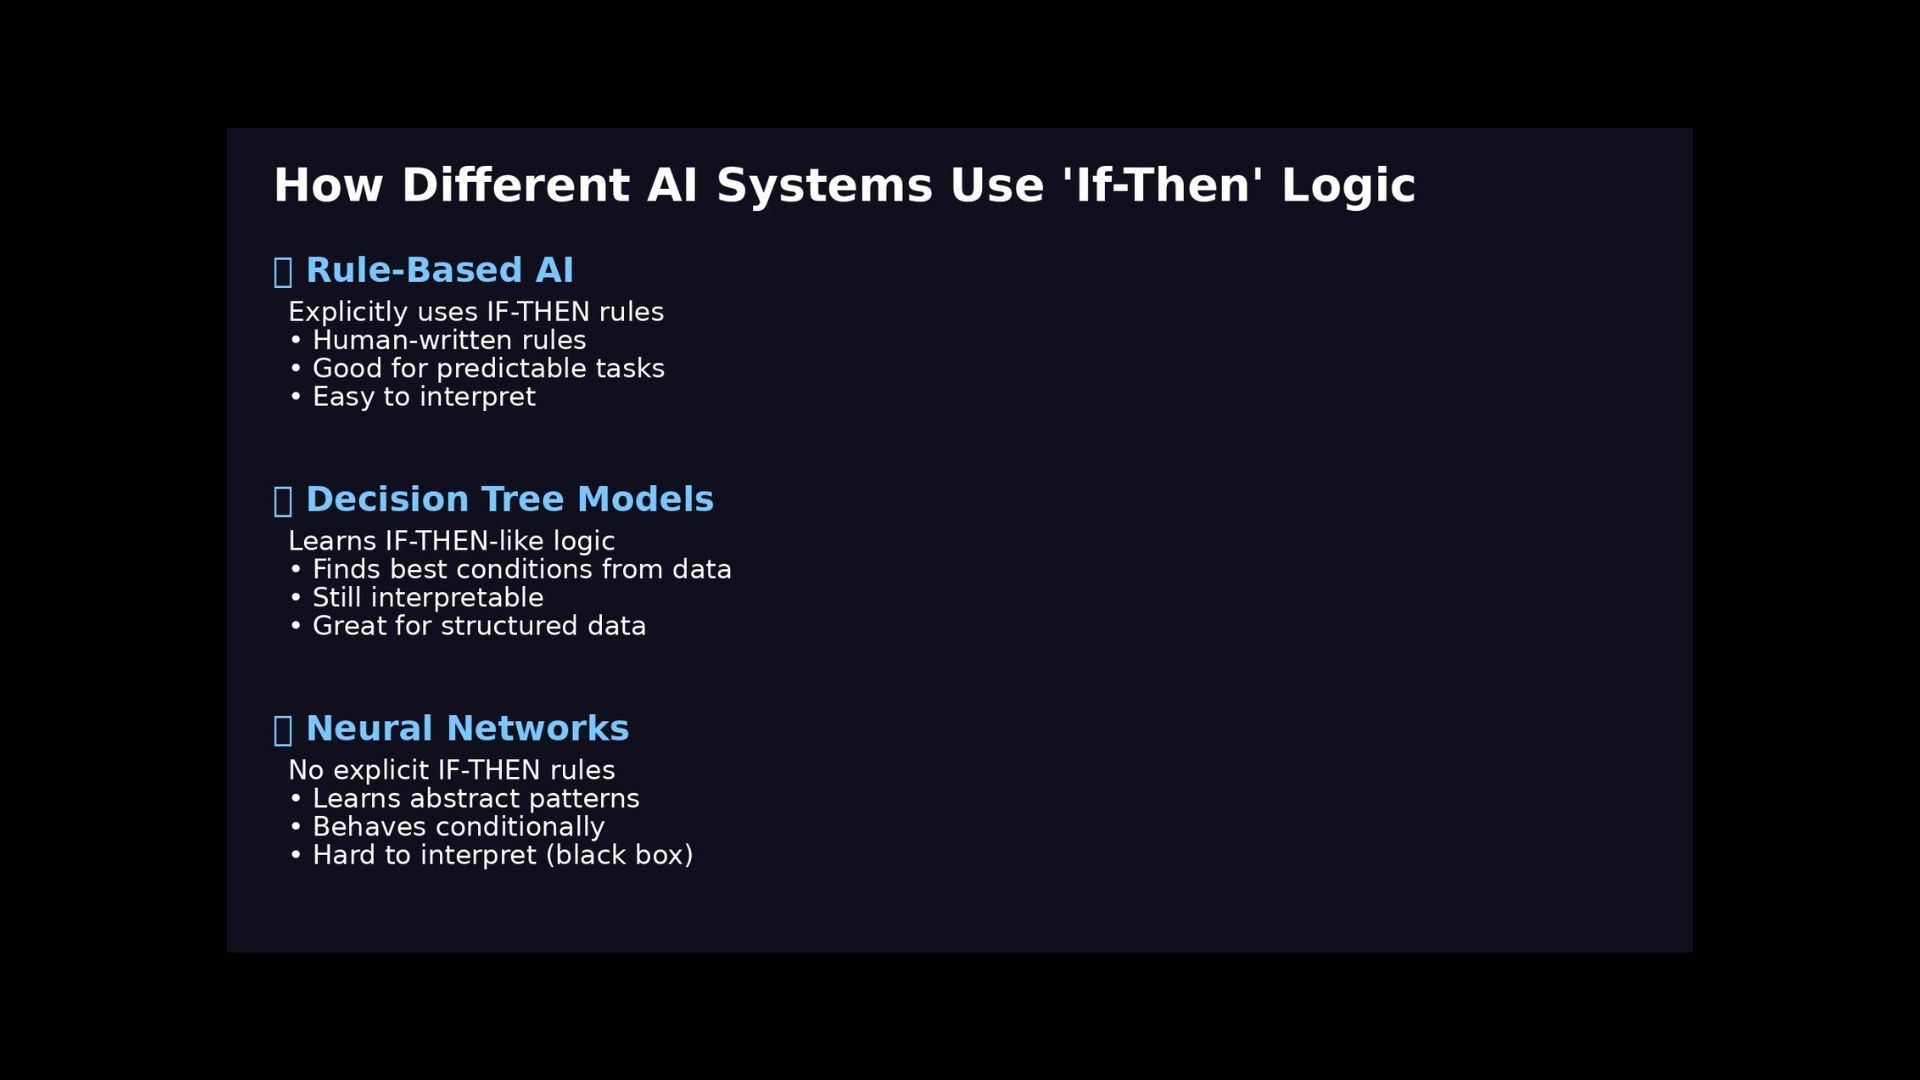 How Different AI Systems Use 'If-Then' Logic
Rule-Based AI
Explicitly uses IF-THEN rules
• Human-written rules
• Good for predictable tasks
• Easy to interpret
Decision Tree Models
Learns IF-THEN-like logic
• Finds best conditions from data
• Still interpretable
• Great for structured data
Neural Networks
No explicit IF-THEN rules
• Learns abstract patterns
• Behaves conditionally
• Hard to interpret (black box)